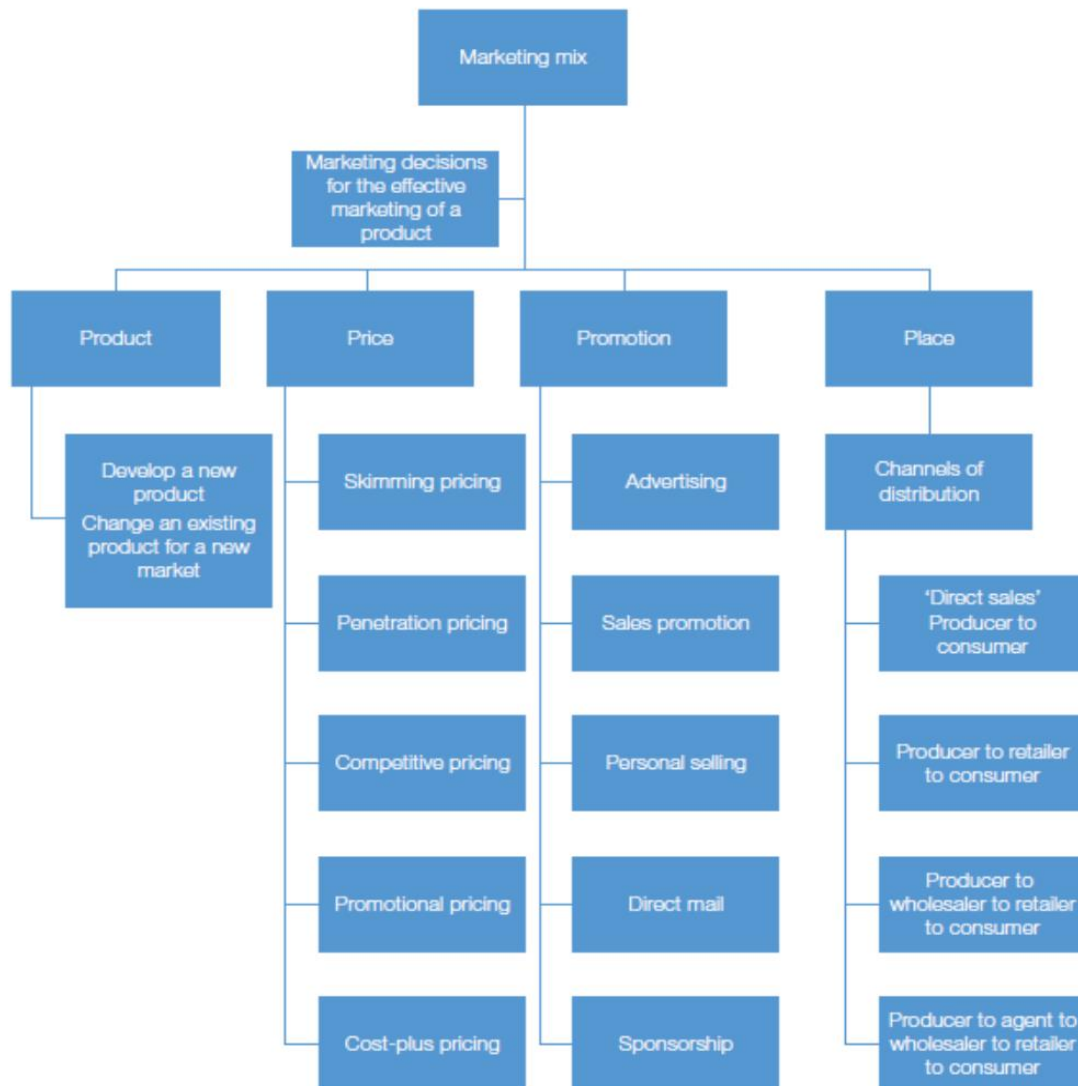 Marketing mix
Marketing decisions
for the effective
marketing of a
product
Product
Price
Promotion
Place
Develop a new
product
Change an existing
product for a new
market
Skimming pricing
Penetration pricing
Competitive pricing
Promotional pricing
Cost-plus pricing
Advertising
Sales promotion
Personal selling
Direct mail
Sponsorship
Channels of
distribution
‘Direct sales’
Producer to
consumer
Producer to retailer
to consumer
Producer to
wholesaler to retailer
to consumer
Producer to agent to
wholesaler to retailer
to consumer